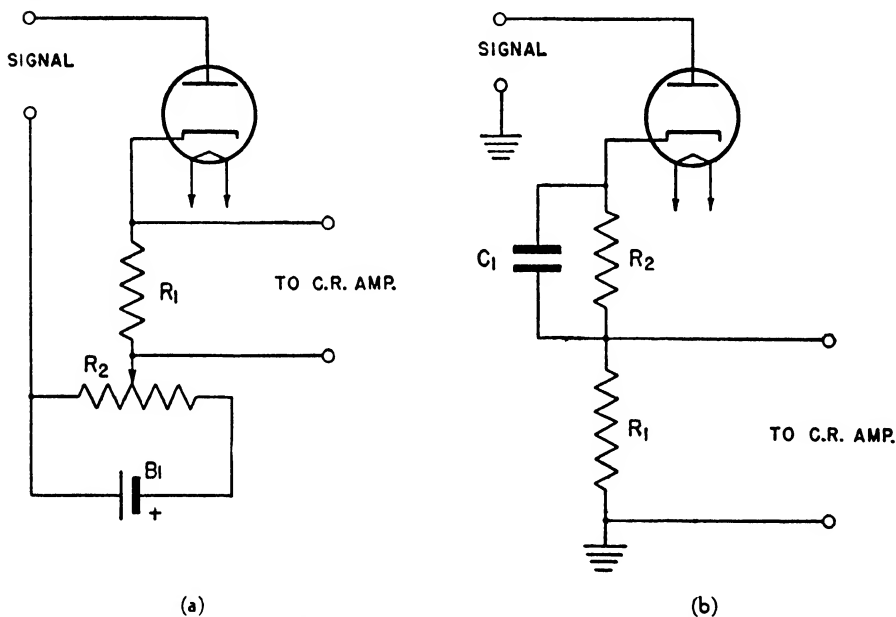 SIGNAL
R1
TO C.R. AMP.
R2
B1
+
(a)
SIGNAL
C1
R2
R1
TO C.R. AMP.
(b)